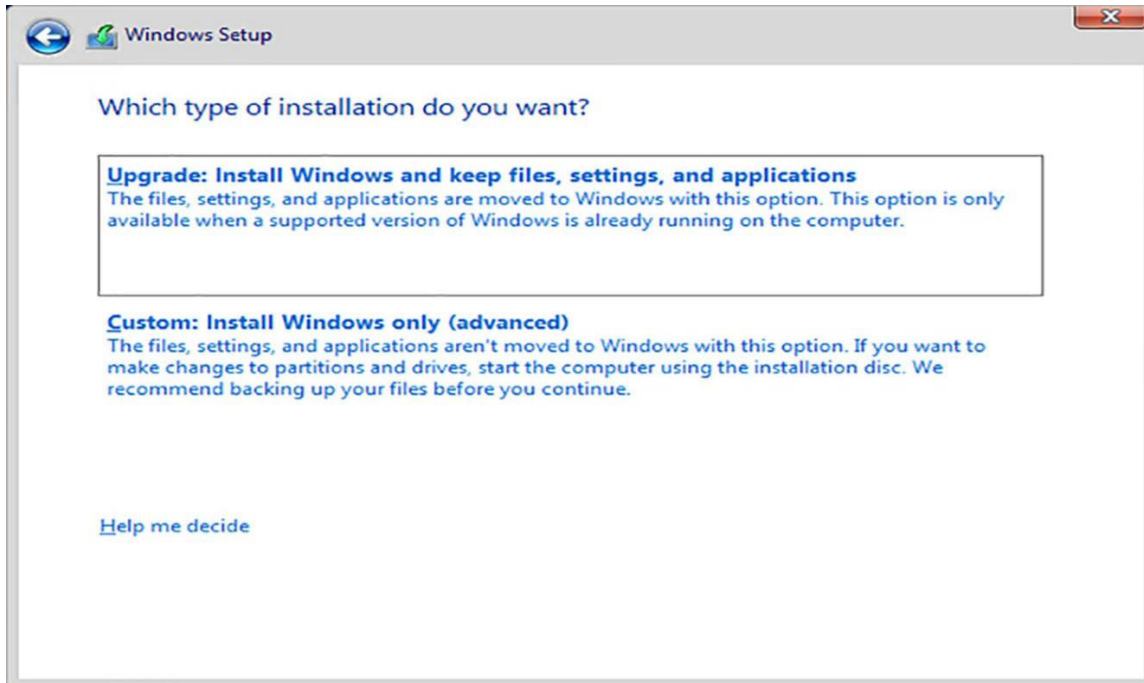 Windows Setup
Which type of installation do you want?
Upgrade: Install Windows and keep files, settings, and applications
The files, settings, and applications are moved to Windows with this option. This option is only
available when a supported version of Windows is already running on the computer.
Custom: Install Windows only (advanced)
The files, settings, and applications aren't moved to Windows with this option. If you want to
make changes to partitions and drives, start the computer using the installation disc. We
recommend backing up your files before you continue.
Help me decide